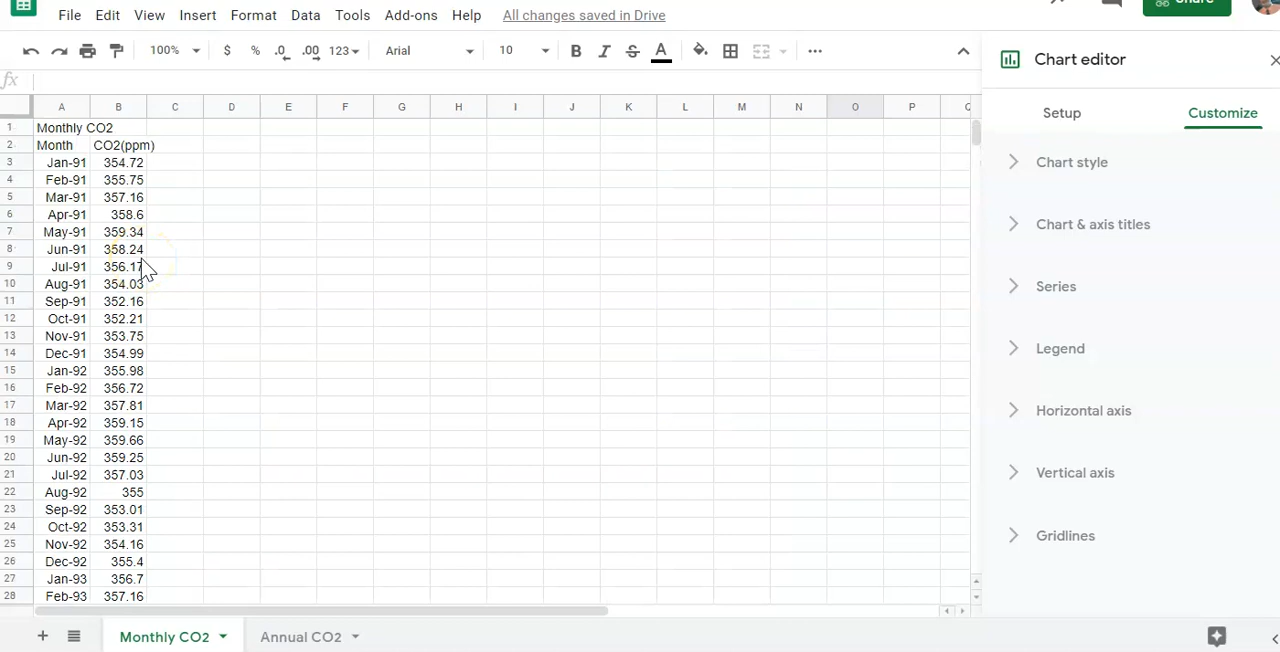 File Edit View Insert Format Data Tools Add-ons Help All changes saved in Drive Share
100% $ % .0 .00 123 Arial 10 B I S A ...
fx
Chart editor
Setup Customize
Chart style
Chart & axis titles
Series
Legend
Horizontal axis
Vertical axis
Gridlines
A B C D E F G H I J K L M N O P
1 Monthly CO2
2 Month CO2(ppm)
3 Jan-91 354.72
4 Feb-91 355.75
5 Mar-91 357.16
6 Apr-91 358.6
7 May-91 359.34
8 Jun-91 358.24
9 Jul-91 356.17
10 Aug-91 354.03
11 Sep-91 352.16
12 Oct-91 352.21
13 Nov-91 353.75
14 Dec-91 354.99
15 Jan-92 355.98
16 Feb-92 356.72
17 Mar-92 357.81
18 Apr-92 359.15
19 May-92 359.66
20 Jun-92 359.25
21 Jul-92 357.03
22 Aug-92 355
23 Sep-92 353.01
24 Oct-92 353.31
25 Nov-92 354.16
26 Dec-92 355.4
27 Jan-93 356.7
28 Feb-93 357.16
Monthly CO2 Annual CO2